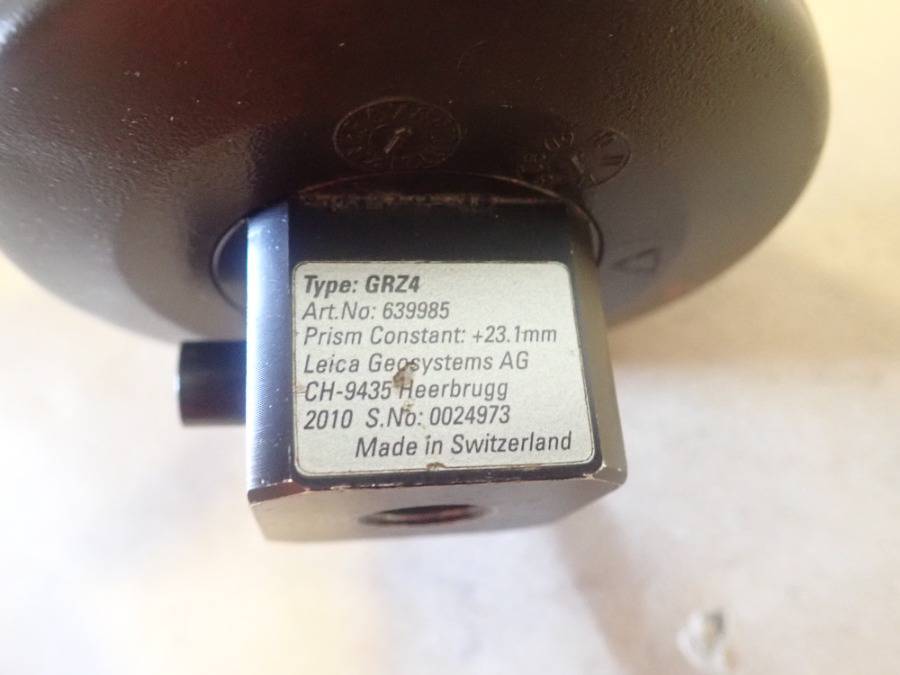 Type: GRZ4
Art.No: 639985
Prism Constant: +23.1mm
Leica Geosystems AG
CH-9435 Heerbrugg
2010 S.No: 0024973
Made in Switzerland